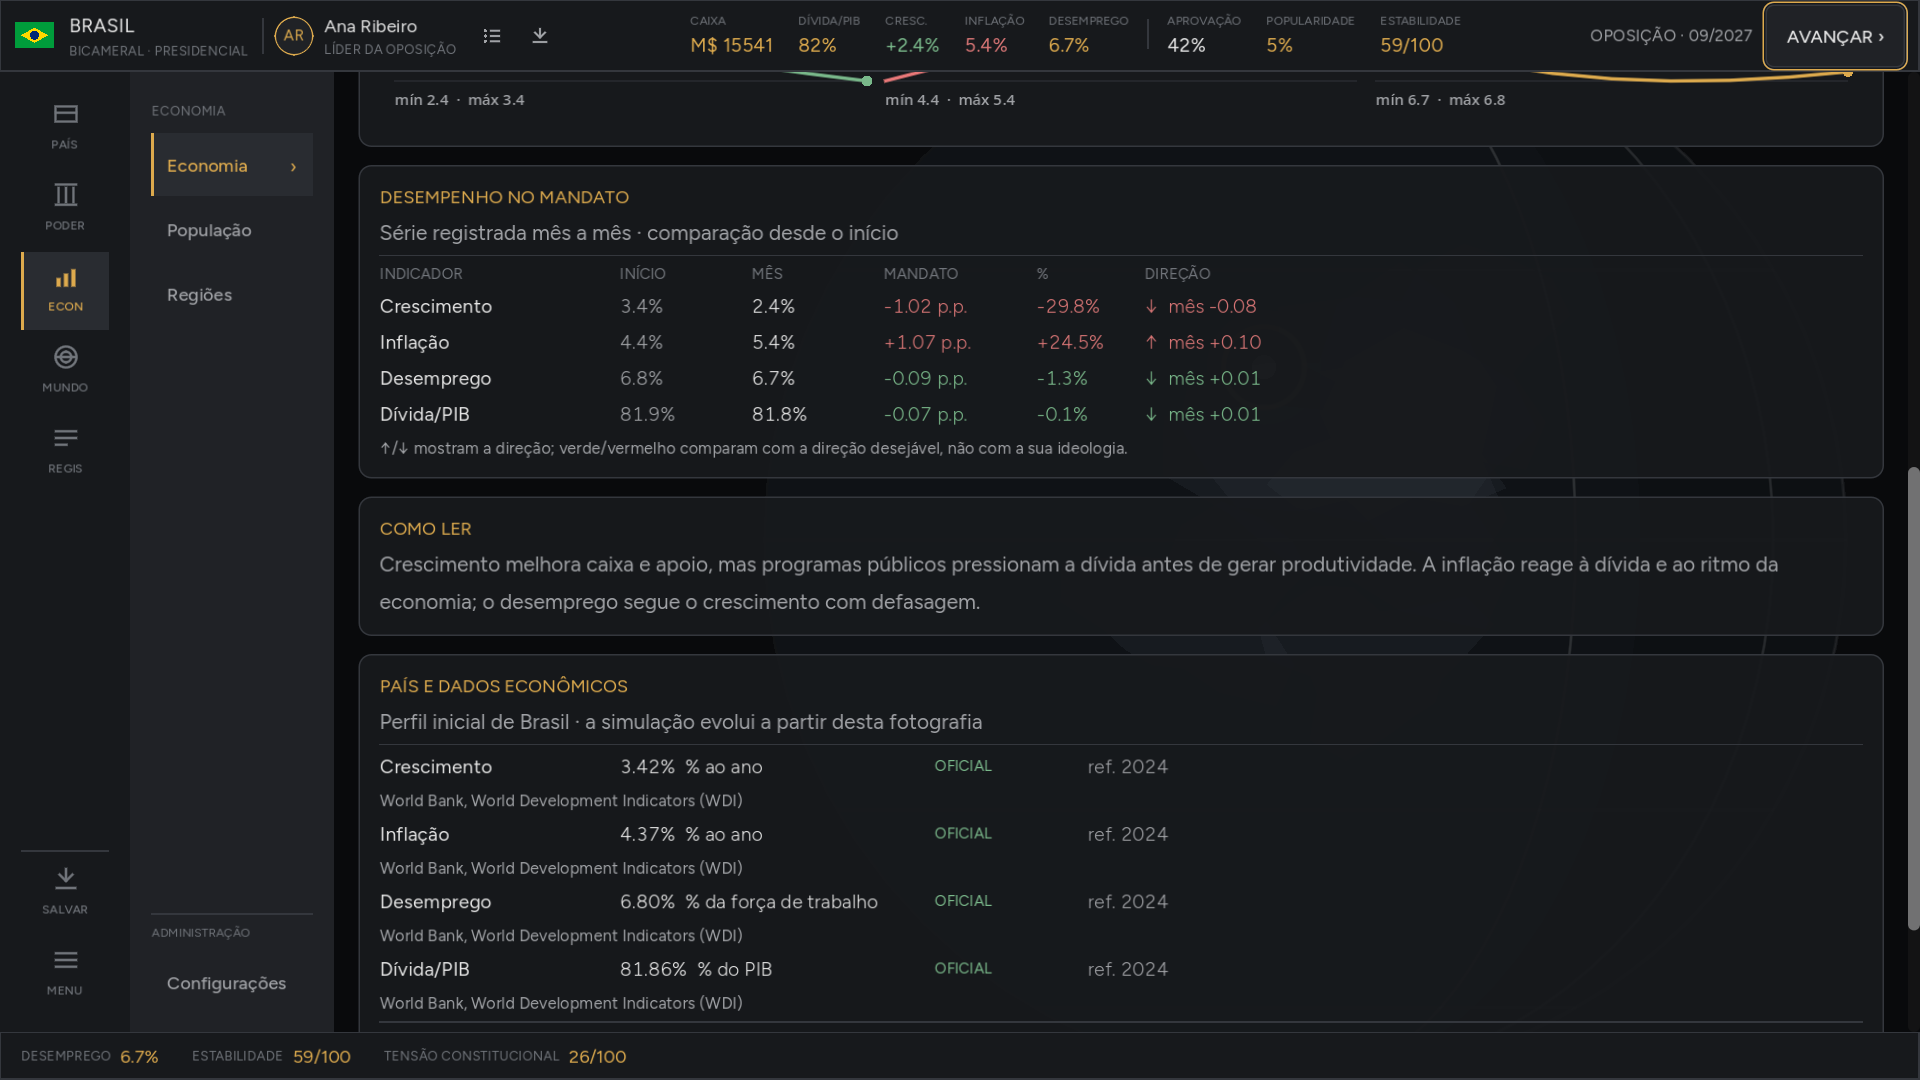 BRASIL
BICAMERAL · PRESIDENCIAL
AR
Ana Ribeiro
LÍDER DA OPOSIÇÃO
CAIXA
M$ 15541
DÍVIDA/PIB
82%
CRESC.
+2.4%
INFLAÇÃO
5.4%
DESEMPREGO
6.7%
APROVAÇÃO
42%
POPULARIDADE
5%
ESTABILIDADE
59/100
OPOSIÇÃO · 09/2027
AVANÇAR ›
PAÍS
PODER
ECON
MUNDO
REGIS
SALVAR
MENU
ECONOMIA
Economia ›
População
Regiões
ADMINISTRAÇÃO
Configurações
mín 2.4 · máx 3.4
mín 4.4 · máx 5.4
mín 6.7 · máx 6.8
DESEMPENHO NO MANDATO
Série registrada mês a mês · comparação desde o início
INDICADOR INÍCIO MÊS MANDATO % DIREÇÃO
Crescimento 3.4% 2.4% -1.02 p.p. -29.8% ↓ mês -0.08
Inflação 4.4% 5.4% +1.07 p.p. +24.5% ↑ mês +0.10
Desemprego 6.8% 6.7% -0.09 p.p. -1.3% ↓ mês +0.01
Dívida/PIB 81.9% 81.8% -0.07 p.p. -0.1% ↓ mês +0.01
↑/↓ mostram a direção; verde/vermelho comparam com a direção desejável, não com a sua ideologia.
COMO LER
Crescimento melhora caixa e apoio, mas programas públicos pressionam a dívida antes de gerar produtividade. A inflação reage à dívida e ao ritmo da
economia; o desemprego segue o crescimento com defasagem.
PAÍS E DADOS ECONÔMICOS
Perfil inicial de Brasil · a simulação evolui a partir desta fotografia
Crescimento 3.42% % ao ano OFICIAL ref. 2024
World Bank, World Development Indicators (WDI)
Inflação 4.37% % ao ano OFICIAL ref. 2024
World Bank, World Development Indicators (WDI)
Desemprego 6.80% % da força de trabalho OFICIAL ref. 2024
World Bank, World Development Indicators (WDI)
Dívida/PIB 81.86% % do PIB OFICIAL ref. 2024
World Bank, World Development Indicators (WDI)
DESEMPREGO 6.7% ESTABILIDADE 59/100 TENSÃO CONSTITUCIONAL 26/100